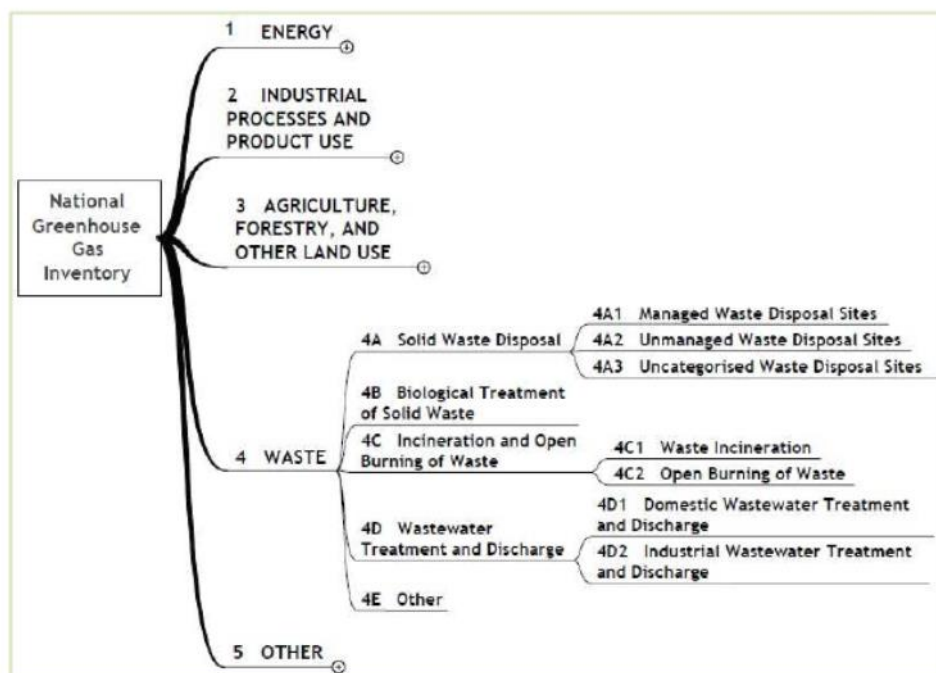 1 ENERGY
2 INDUSTRIAL
PROCESSES AND
PRODUCT USE
National
Greenhouse
Gas
Inventory
3 AGRICULTURE,
FORESTRY, AND
OTHER LAND USE
4 WASTE
4A Solid Waste Disposal
4A1 Managed Waste Disposal Sites
4A2 Unmanaged Waste Disposal Sites
4A3 Uncategorised Waste Disposal Sites
4B Biological Treatment
of Solid Waste
4C Incineration and Open
Burning of Waste
4C1 Waste Incineration
4C2 Open Burning of Waste
4D Wastewater
Treatment and Discharge
4D1 Domestic Wastewater Treatment
and Discharge
4D2 Industrial Wastewater Treatment
and Discharge
4E Other
5 OTHER